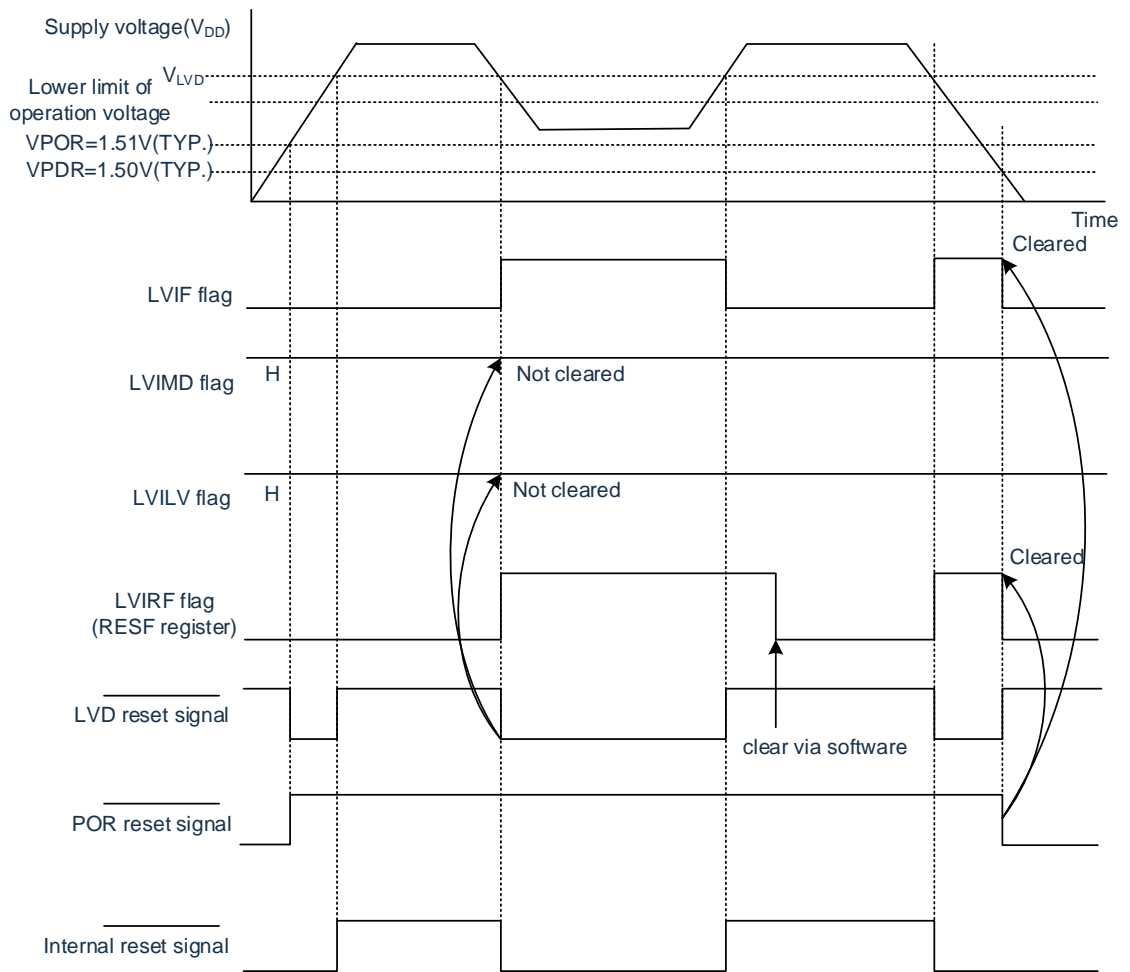 Supply voltage(VDD)
VLVD
Lower limit of
operation voltage
VPOR=1.51V(TYP.)
VPDR=1.50V(TYP.)
Time
Cleared
LVIF flag
H
Not cleared
LVIMD flag
H
Not cleared
LVILV flag
Cleared
LVIRF flag
(RESF register)
LVD reset signal
clear via software
POR reset signal
Internal reset signal